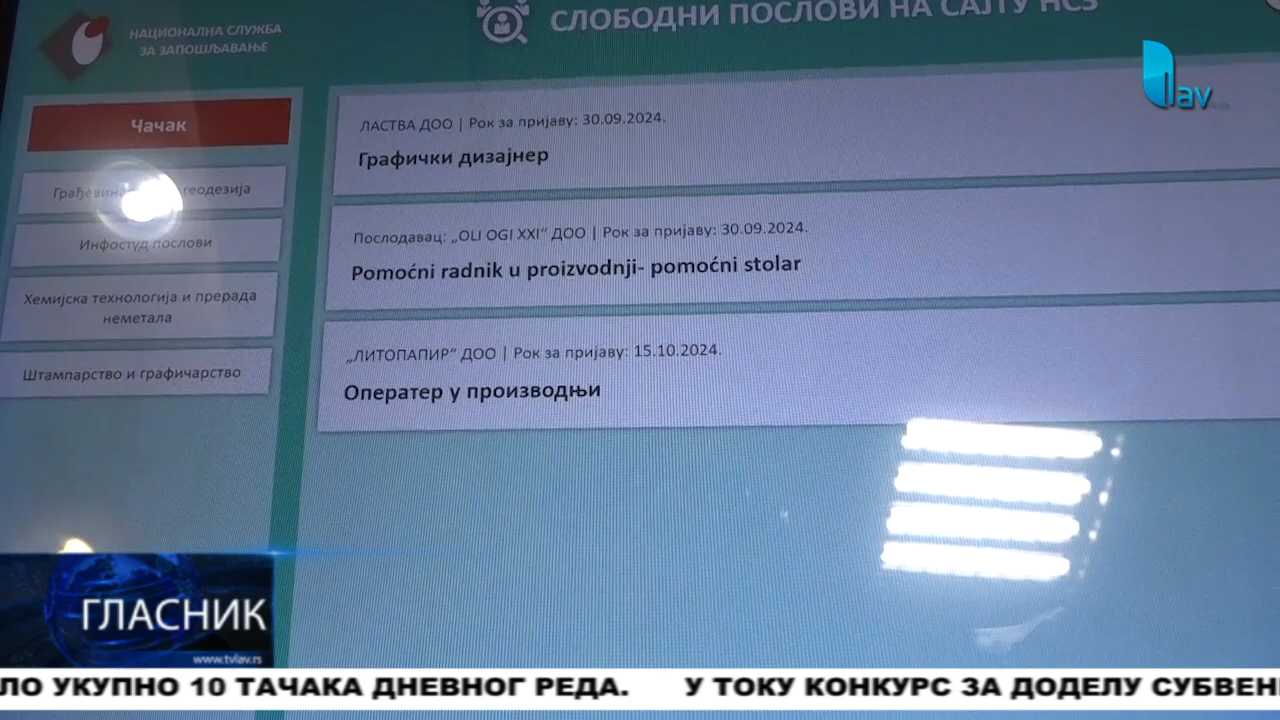 НАЦИОНАЛНА СЛУЖБА
ЗА ЗАПОШЉАВАЊЕ
СЛОБОДНИ ПОСЛОВИ НА САЈТУ НСЗ
lav
Чачак
геодезија
Инфостуд послови
Хемијска технологија и прерада
неметала
Штампарство и графичарство
ЛАСТВА ДОО | Рок за пријаву: 30.09.2024.
Графички дизајнер
Послодавац: „OLI OGI XXI“ ДОО | Рок за пријаву: 30.09.2024.
Pomoćni radnik u proizvodnji- pomoćni stolar
„ЛИТОПАПИР“ ДОО | Рок за пријаву: 15.10.2024.
Оператер у производњи
ГЛАСНИК
www.tvlav.rs
ЛО УКУПНО 10 ТАЧАКА ДНЕВНОГ РЕДА. У ТОКУ КОНКУРС ЗА ДОДЕЛУ СУБВЕН